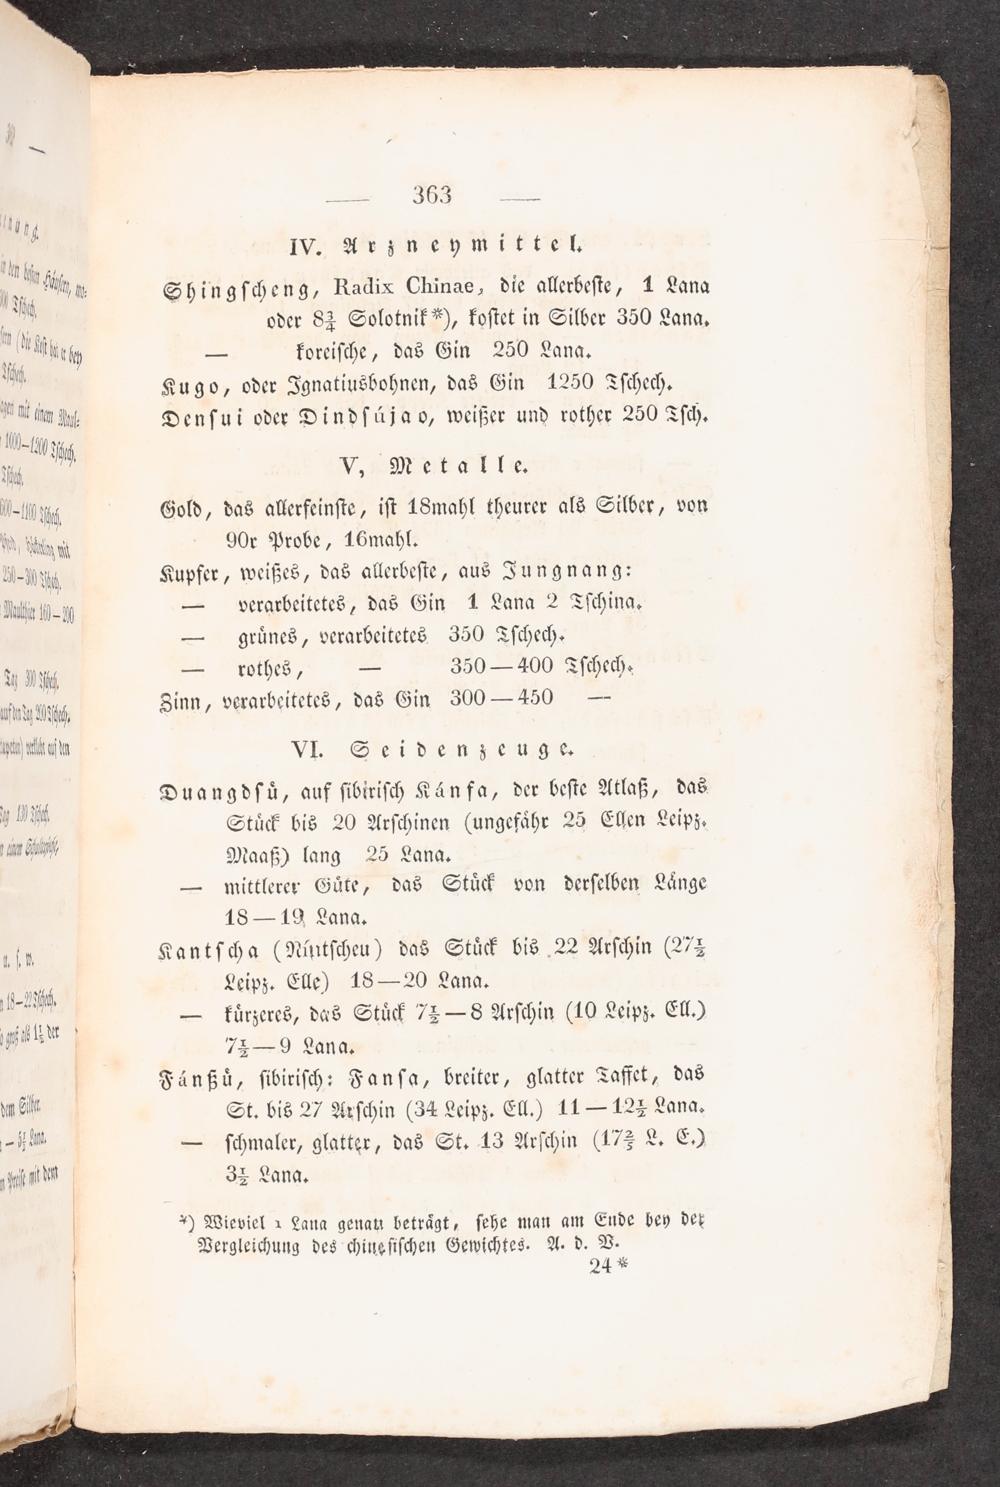 — 363 —
IV. Arzneymittel.
Shingscheng, Radix Chinae, die allerbeste, 1 Lana
oder 8¾ Solotnik*), kostet in Silber 350 Lana.
— koreische, das Gin 250 Lana.
Kugo, oder Ignatiusbohnen, das Gin 1250 Tschech.
Densui oder Dindsújao, weißer und rother 250 Tsch.
V, Metalle.
Gold, das allerfeinste, ist 18mahl theurer als Silber, von
90r Probe, 16mahl.
Kupfer, weißes, das allerbeste, aus Jungnang:
— verarbeitetes, das Gin 1 Lana 2 Tschina.
— grünes, verarbeitetes 350 Tschech.
— rothes, — 350—400 Tschech.
Zinn, verarbeitetes, das Gin 300—450 —
VI. Seidenzeuge.
Duangdsü, auf sibirisch Kánfa, der beste Atlaß, das
Stück bis 20 Arschinen (ungefähr 25 Ellen Leipz.
Maaß) lang 25 Lana.
— mittlerer Güte, das Stück von derselben Länge
18—19 Lana.
Kantscha (Níntscheu) das Stück bis 22 Arschin (27½
Leipz. Elle) 18—20 Lana.
— kürzeres, das Stück 7½—8 Arschin (10 Leipz. Ell.)
7½—9 Lana.
Fánßü, sibirisch: Fansa, breiter, glatter Taffet, das
St. bis 27 Arschin (34 Leipz. Ell.) 11—12½ Lana.
— schmaler, glatter, das St. 13 Arschin (17⅖ L. E.)
3½ Lana.
*) Wieviel 1 Lana genau beträgt, sehe man am Ende bey der
Vergleichung des chinesischen Gewichtes. A. d. V.
24*